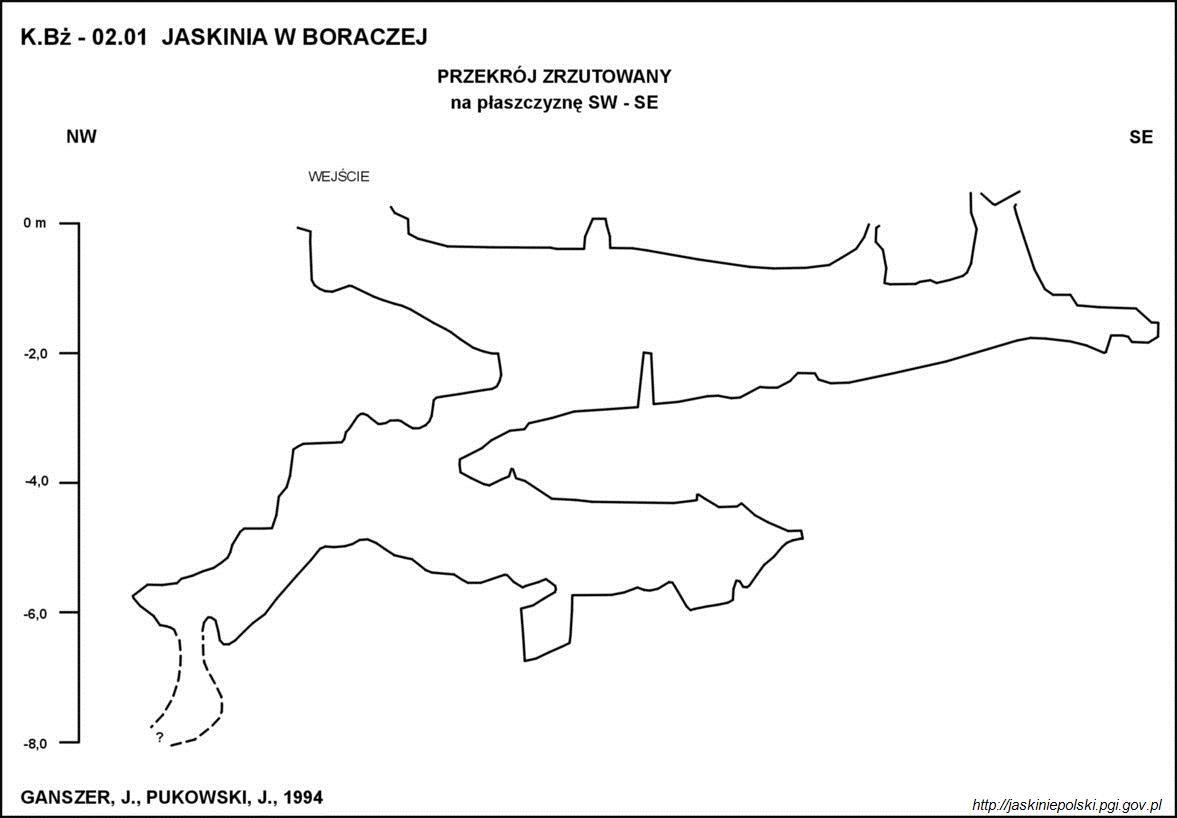 K.Bż - 02.01 JASKINIA W BORACZEJ
PRZEKRÓJ ZRZUTOWANY
na płaszczyznę SW - SE
NW
SE
WEJŚCIE
0 m
-2,0
-4,0
-6,0
-8,0
?
GANSZER, J., PUKOWSKI, J., 1994
http://jaskiniepolski.pgi.gov.pl